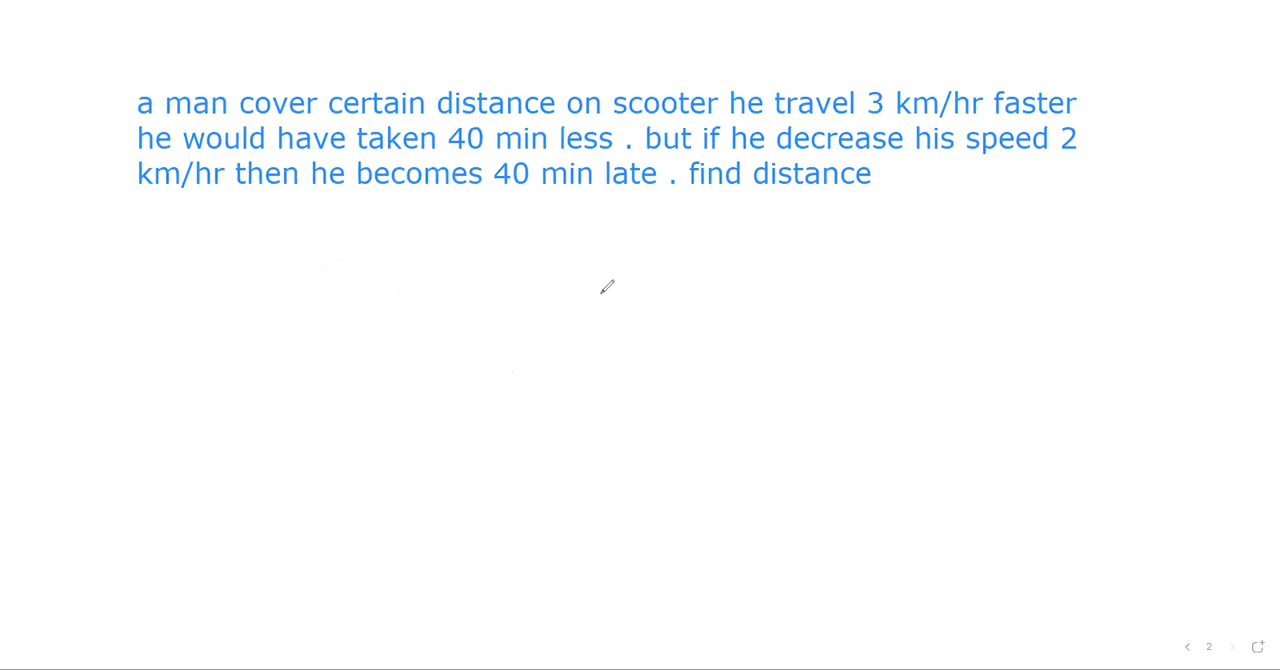 a man cover certain distance on scooter he travel 3 km/hr faster
he would have taken 40 min less . but if he decrease his speed 2
km/hr then he becomes 40 min late . find distance
2